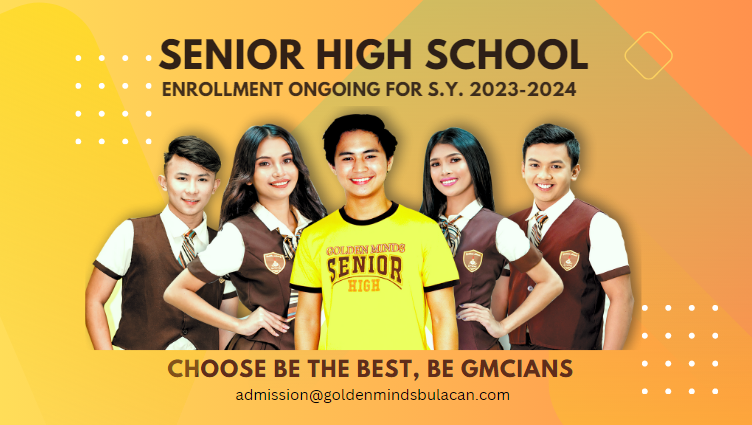 SENIOR HIGH SCHOOL
ENROLLMENT ONGOING FOR S.Y. 2023-2024
GOLDEN MINDS
SENIOR
HIGH
CHOOSE BE THE BEST, BE GMCIANS
admission@goldenmindsbulacan.com